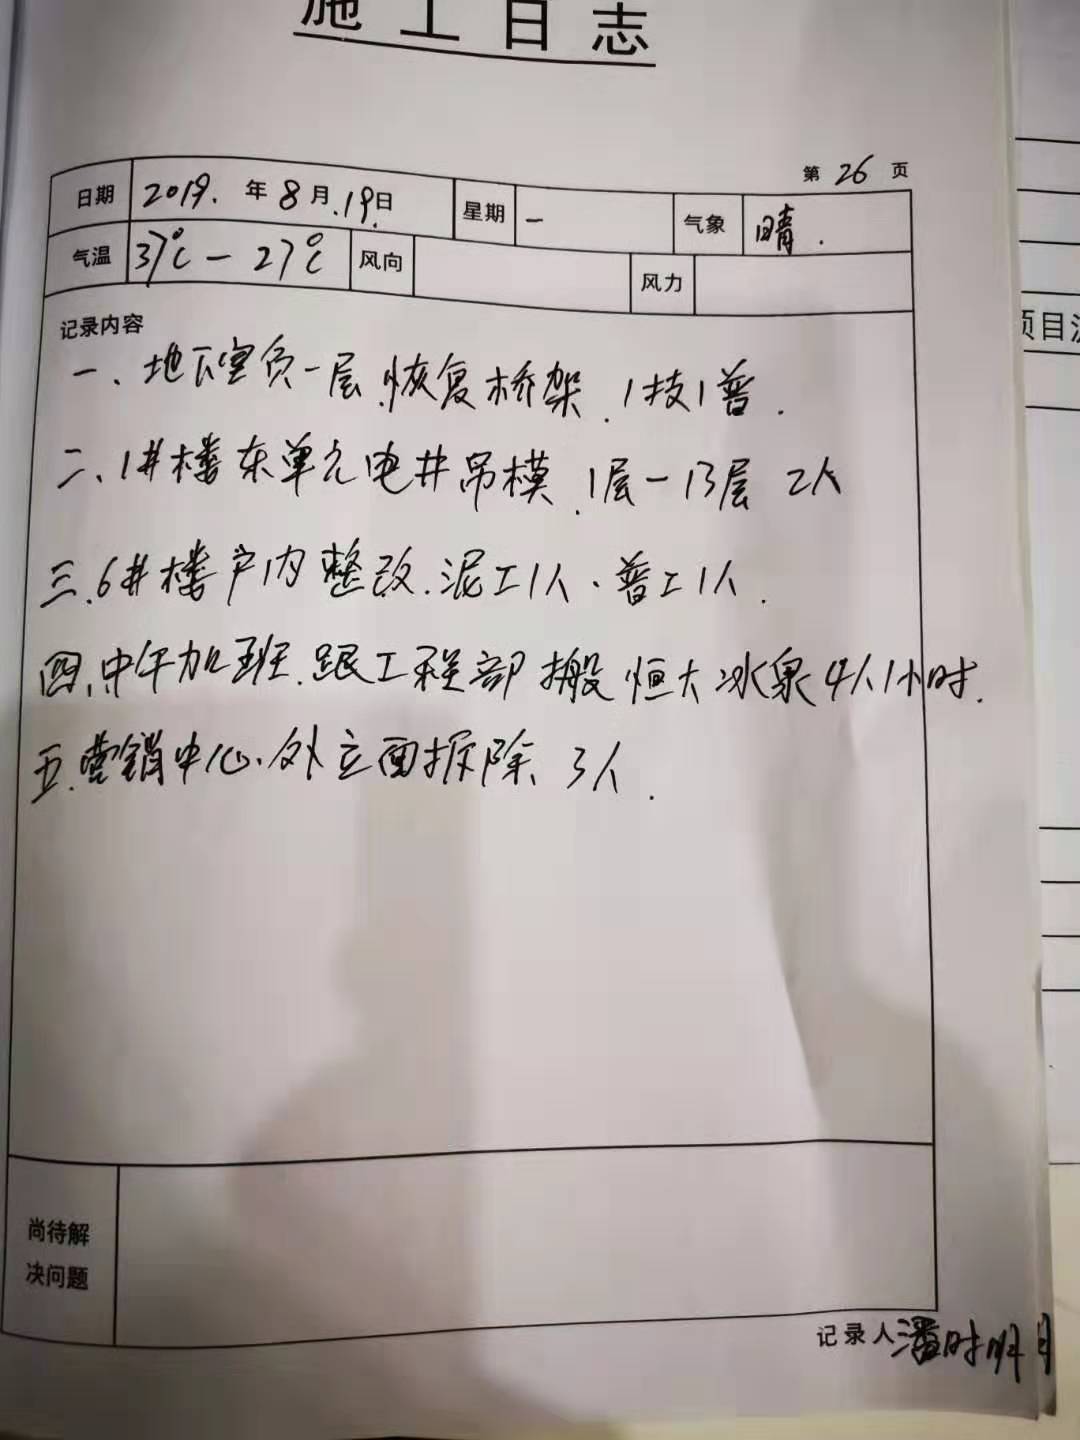 施工日志
第 26 页
日期 2019. 年 8 月. 19. 日 星期 一 气象 晴.
气温 37℃ — 27℃ 风向 风力
记录内容
一、地下室负一层.恢复桥架.1技1普.
二、1#楼东单元电井吊模.1层一13层 2人
三.6#楼户内整改.泥工1人、普工1人.
四、中午加班.跟工程部搬恒大冰泉4人1小时.
五.营销中心、外立面拆除、3人.
尚待解
决问题
记录人 潘时明
项目